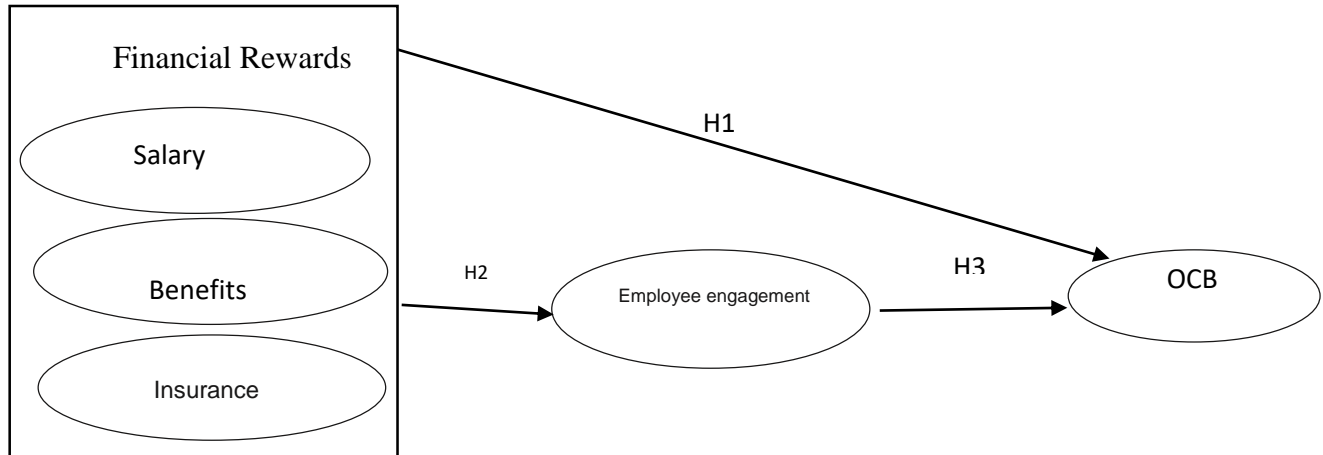 Financial Rewards
H1
Salary
Benefits
H2
Employee engagement
H3
OCB
Insurance